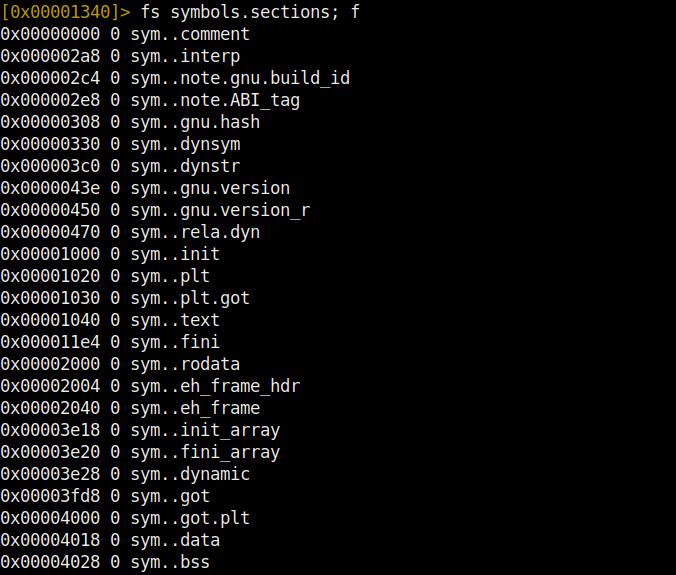 [0x00001340]> fs symbols.sections; f
0x00000000 0 sym..comment
0x000002a8 0 sym..interp
0x000002c4 0 sym..note.gnu.build_id
0x000002e8 0 sym..note.ABI_tag
0x00000308 0 sym..gnu.hash
0x00000330 0 sym..dynsym
0x000003c0 0 sym..dynstr
0x0000043e 0 sym..gnu.version
0x00000450 0 sym..gnu.version_r
0x00000470 0 sym..rela.dyn
0x00001000 0 sym..init
0x00001020 0 sym..plt
0x00001030 0 sym..plt.got
0x00001040 0 sym..text
0x000011e4 0 sym..fini
0x00002000 0 sym..rodata
0x00002004 0 sym..eh_frame_hdr
0x00002040 0 sym..eh_frame
0x00003e18 0 sym..init_array
0x00003e20 0 sym..fini_array
0x00003e28 0 sym..dynamic
0x00003fd8 0 sym..got
0x00004000 0 sym..got.plt
0x00004018 0 sym..data
0x00004028 0 sym..bss